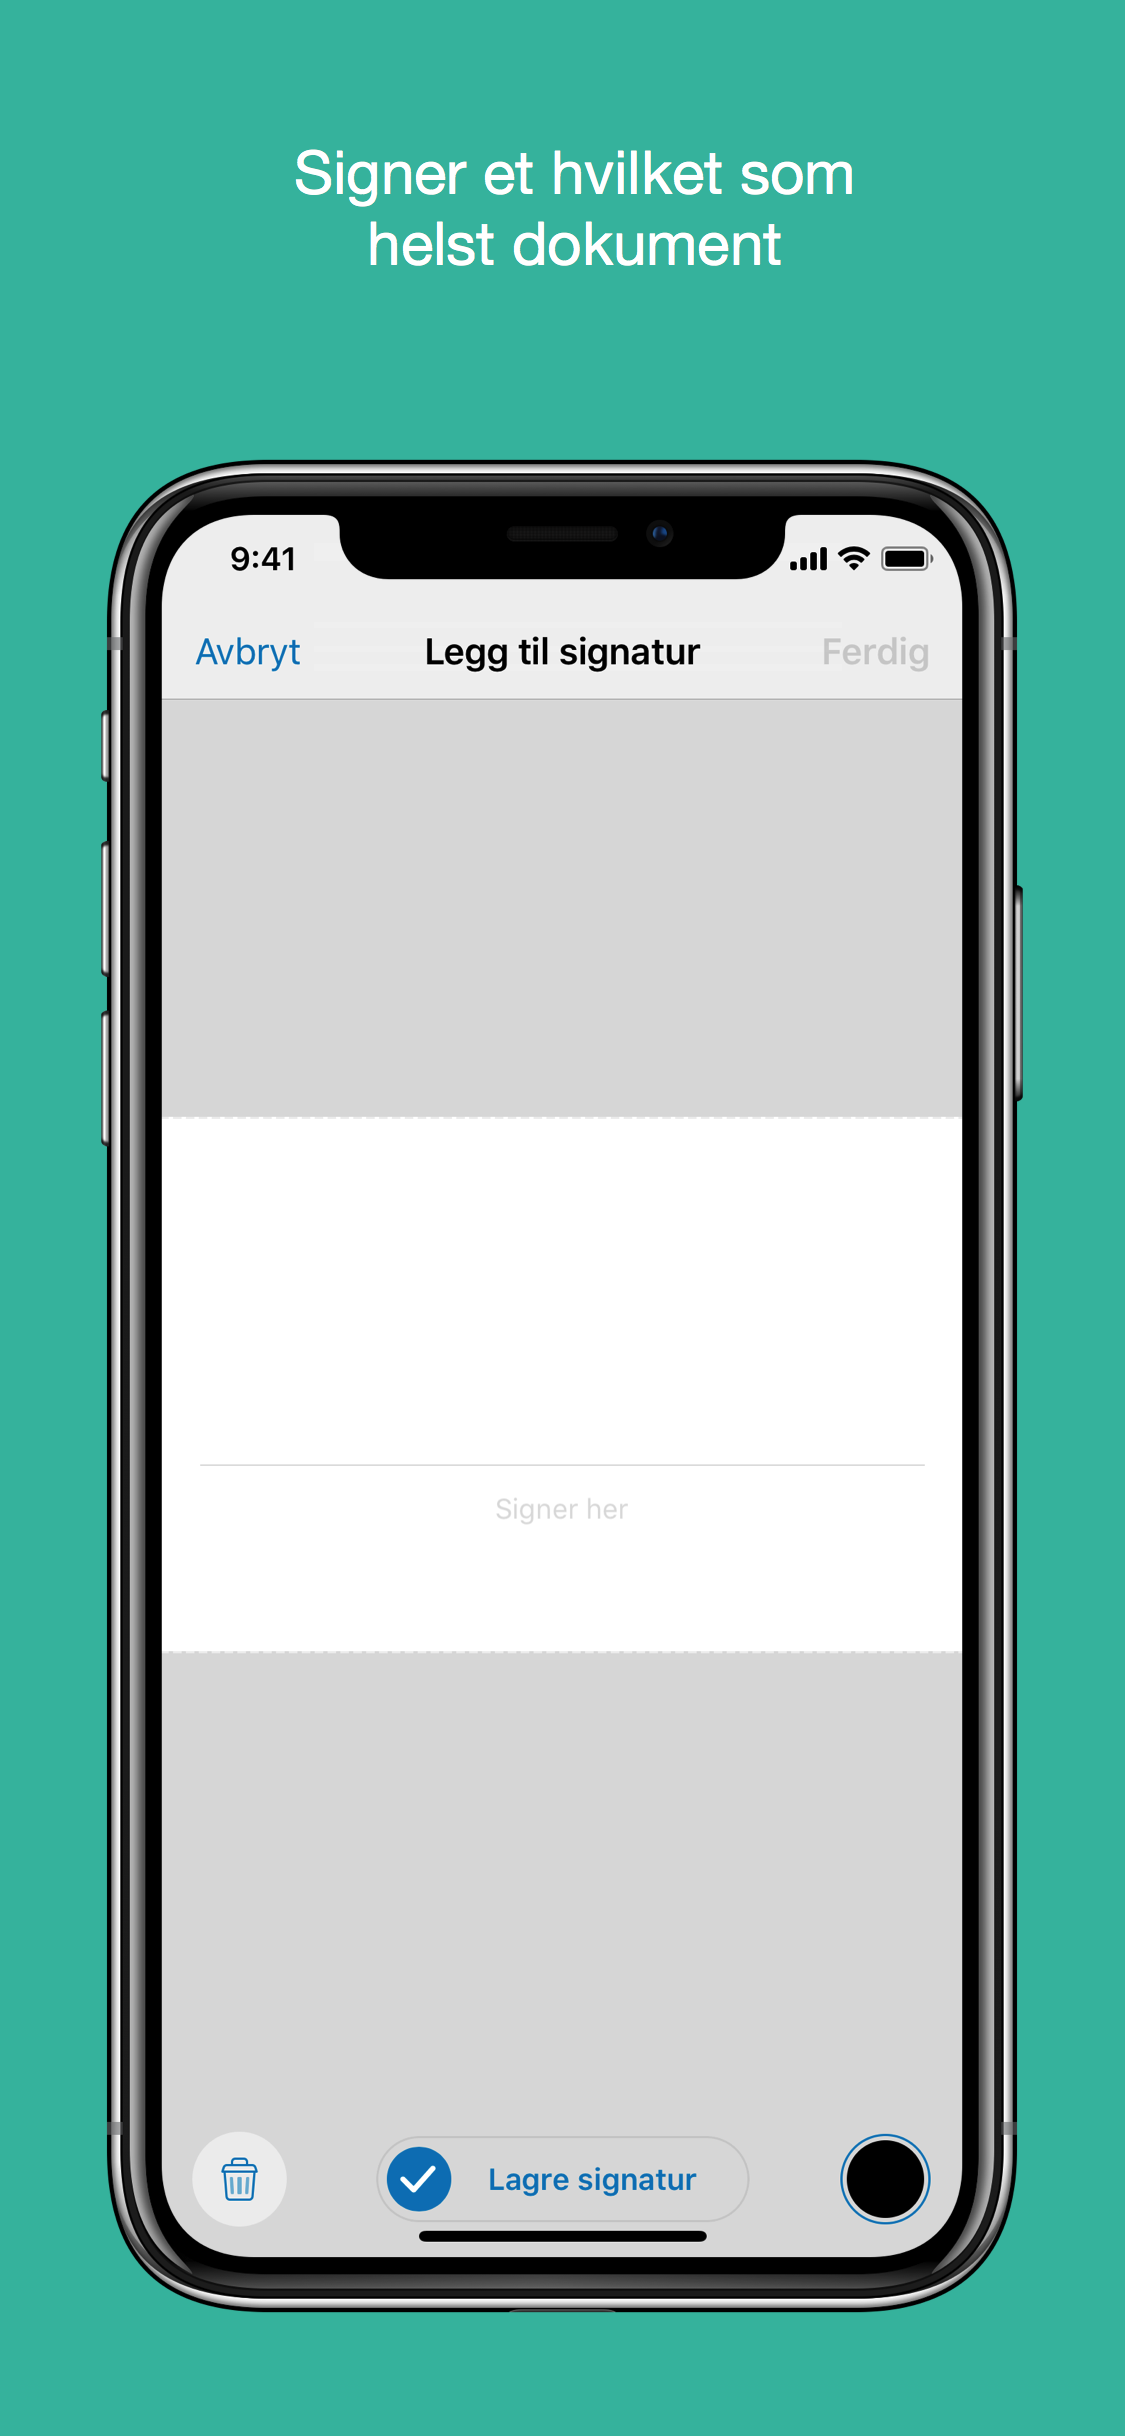 Signer et hvilket som
helst dokument
9:41
Avbryt
Legg til signatur
Ferdig
Signer her
Lagre signatur